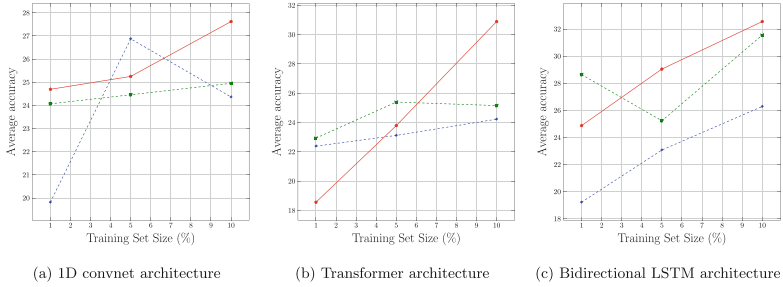 28
27
26
25
24
23
22
21
20
Average accuracy
1 2 3 4 5 6 7 8 9 10
Training Set Size (%)
(a) 1D convnet architecture
32
30
28
26
24
22
20
18
Average accuracy
1 2 3 4 5 6 7 8 9 10
Training Set Size (%)
(b) Transformer architecture
32
30
28
26
24
22
20
18
Average accuracy
1 2 3 4 5 6 7 8 9 10
Training Set Size (%)
(c) Bidirectional LSTM architecture